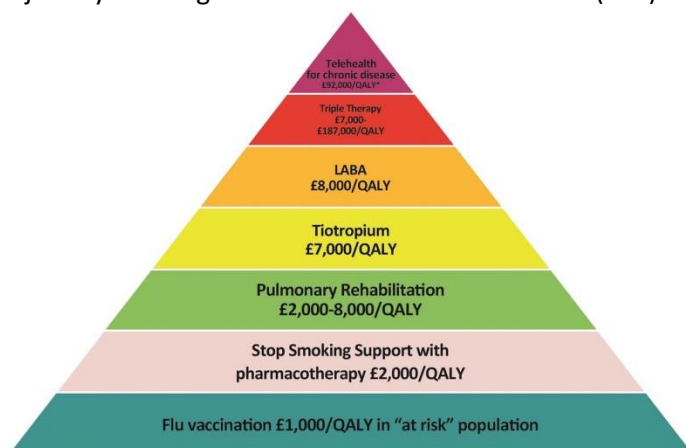 Telehealth
for chronic disease
£92,000/QALY*
Triple Therapy
£7,000-
£187,000/QALY
LABA
£8,000/QALY
Tiotropium
£7,000/QALY
Pulmonary Rehabilitation
£2,000-8,000/QALY
Stop Smoking Support with
pharmacotherapy £2,000/QALY
Flu vaccination £1,000/QALY in “at risk” population